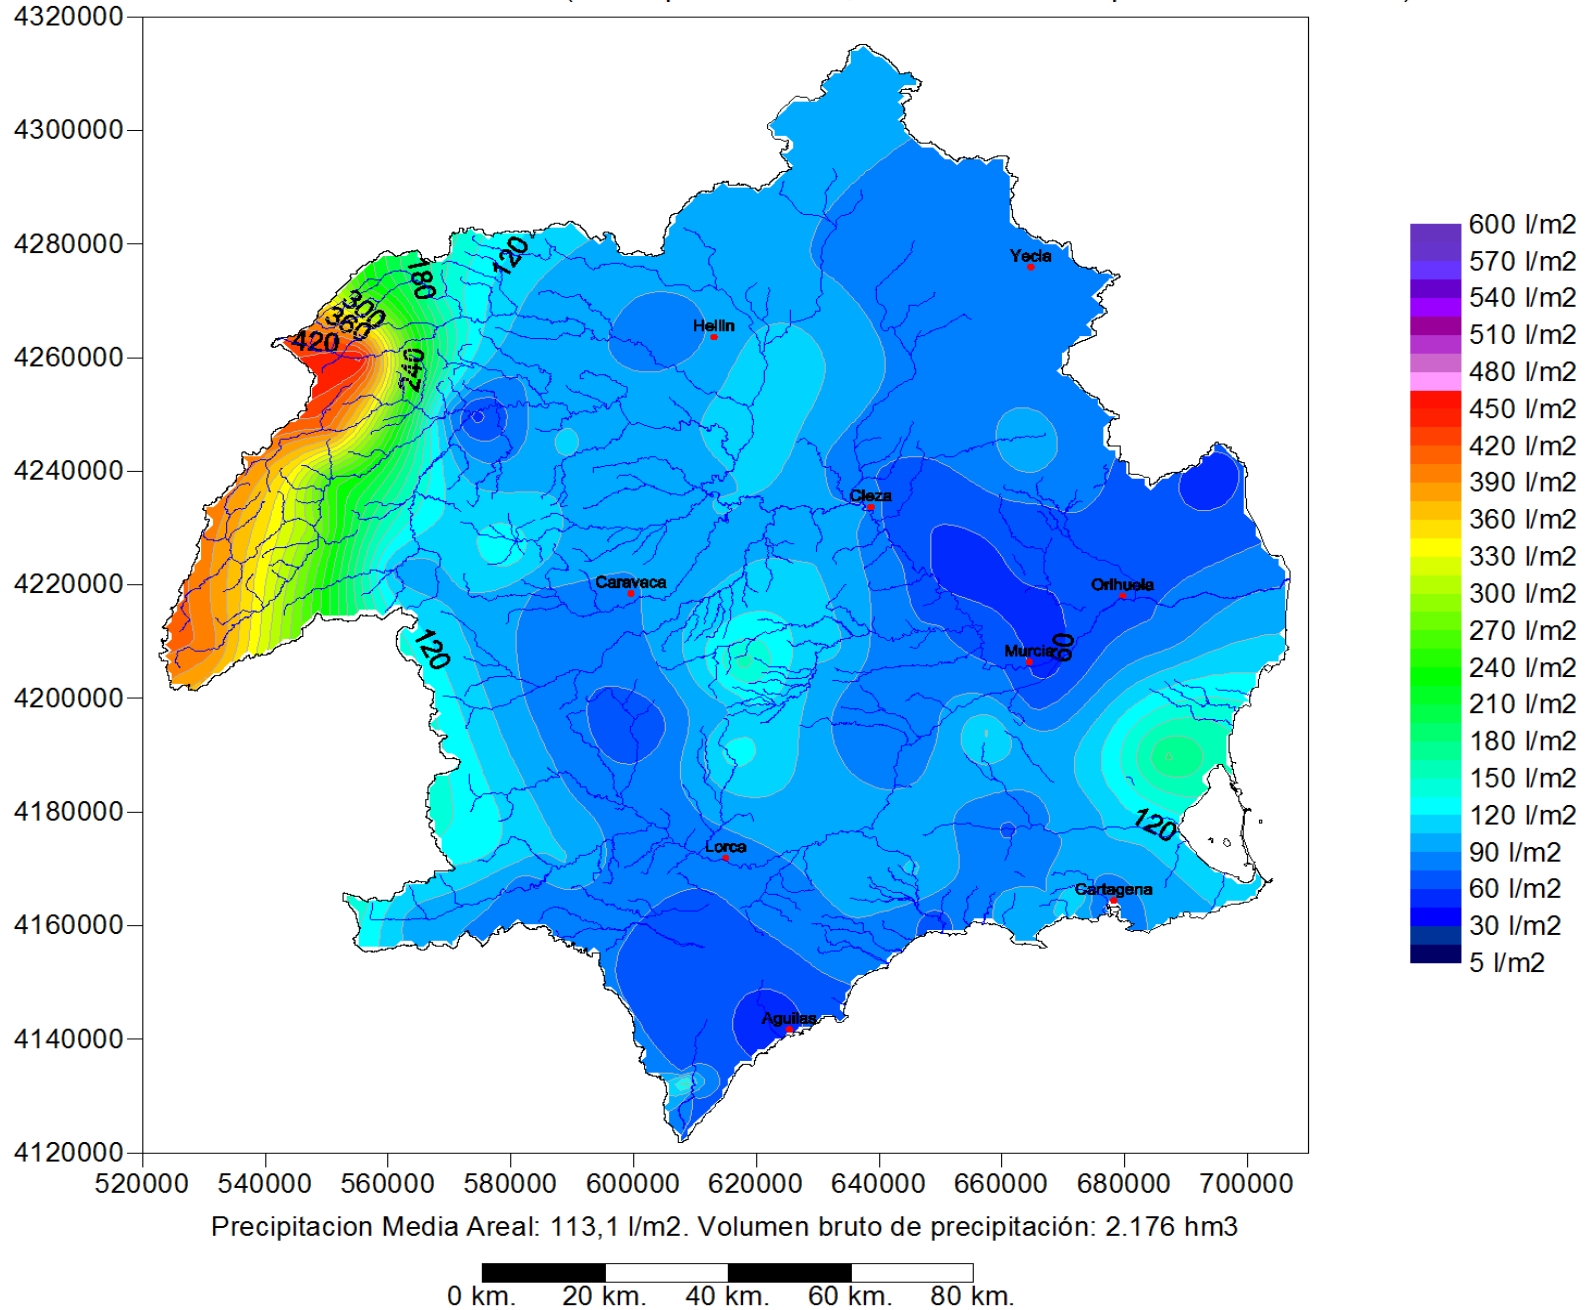 4320000
4300000
4280000
4260000
4240000
4220000
4200000
4180000
4160000
4140000
4120000
520000 540000 560000 580000 600000 620000 640000 660000 680000 700000
120
180
300
360
420
240
Yecla
Hellin
Cieza
Caravaca
Orihuela
120
Murcia
60
120
Lorca
Cartagena
Aguilas
600 l/m2
570 l/m2
540 l/m2
510 l/m2
480 l/m2
450 l/m2
420 l/m2
390 l/m2
360 l/m2
330 l/m2
300 l/m2
270 l/m2
240 l/m2
210 l/m2
180 l/m2
150 l/m2
120 l/m2
90 l/m2
60 l/m2
30 l/m2
5 l/m2
Precipitacion Media Areal: 113,1 l/m2. Volumen bruto de precipitación: 2.176 hm3
0 km. 20 km. 40 km. 60 km. 80 km.